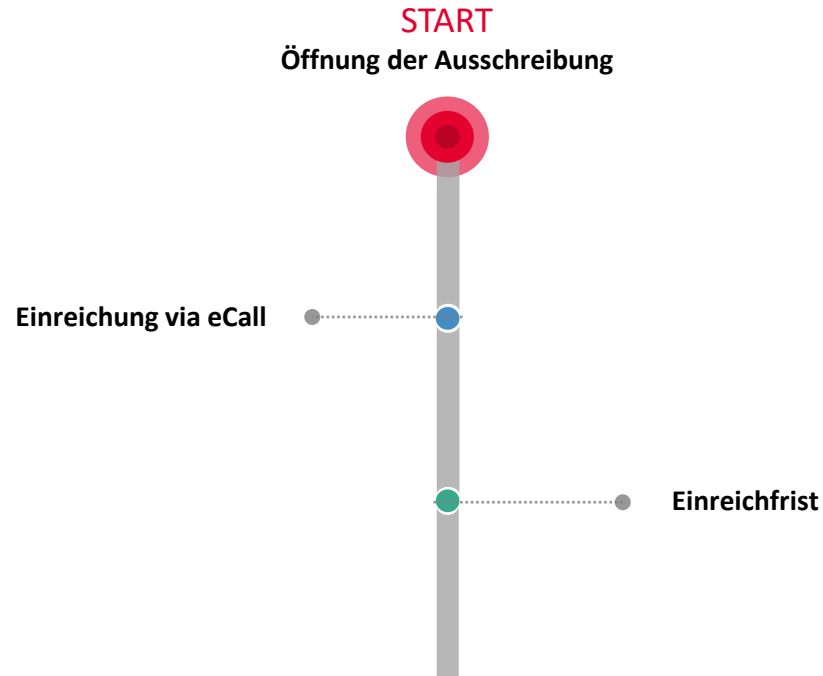 START
Öffnung der Ausschreibung
Einreichung via eCall
Einreichfrist